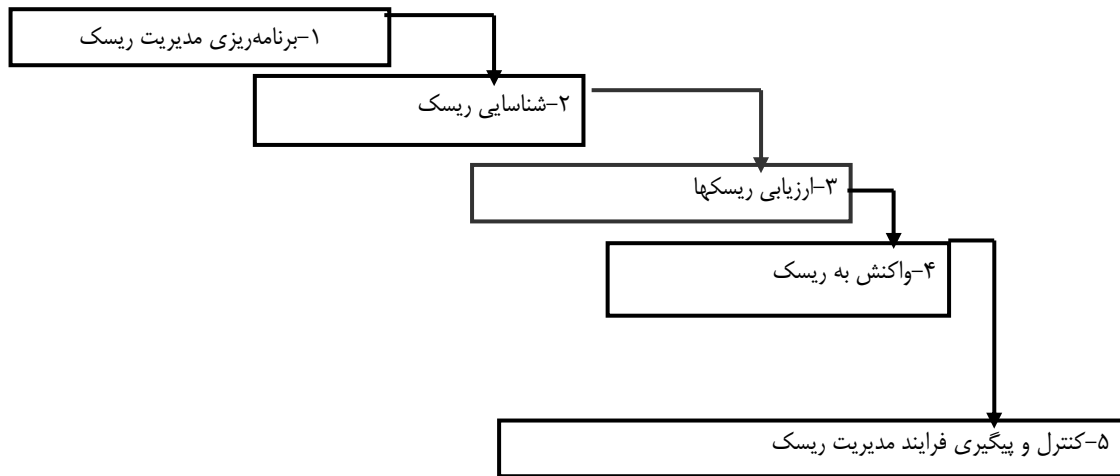 ۱-برنامه‌ریزی مدیریت ریسک
۲-شناسایی ریسک
۳-ارزیابی ریسکها
۴-واکنش به ریسک
۵-کنترل و پیگیری فرایند مدیریت ریسک